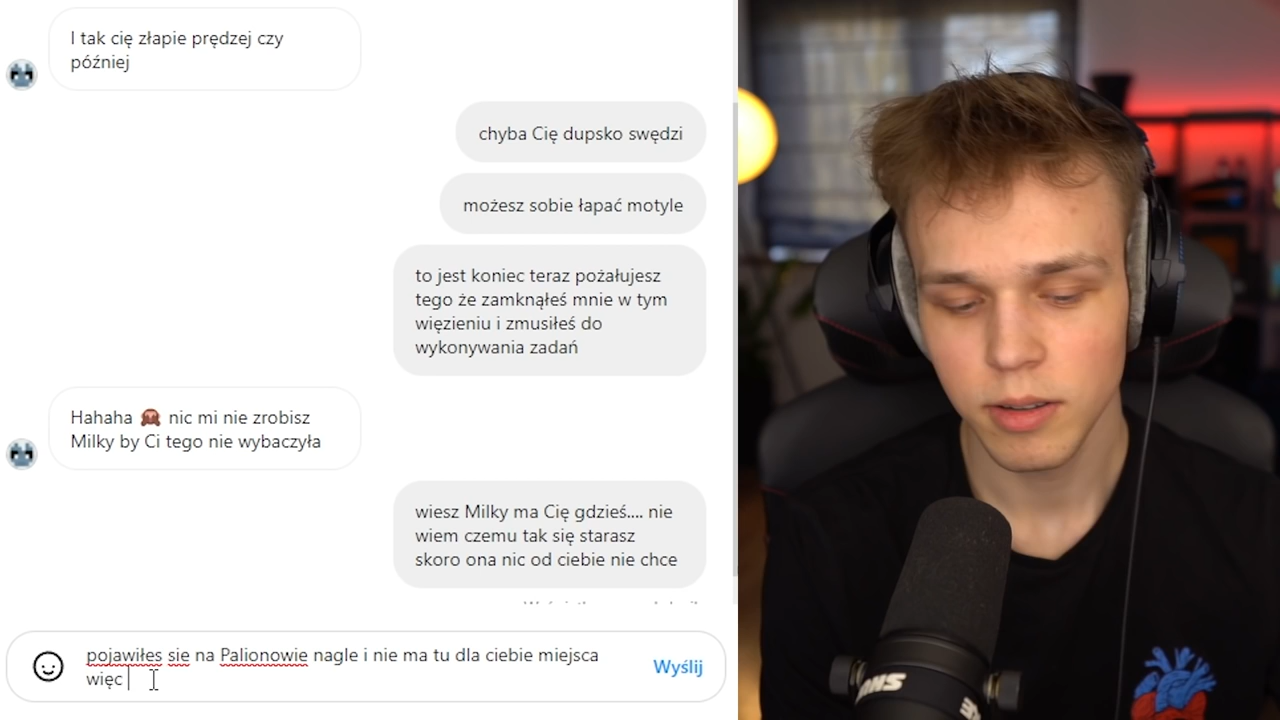 I tak cię złapie prędzej czy
później
chyba Cię dupsko swędzi
możesz sobie łapać motyle
to jest koniec teraz pożałujesz
tego że zamknąłeś mnie w tym
więzieniu i zmusiłeś do
wykonywania zadań
Hahaha 🙈 nic mi nie zrobisz
Milky by Ci tego nie wybaczyła
wiesz Milky ma Cię gdzieś.... nie
wiem czemu tak się starasz
skoro ona nic od ciebie nie chce
pojawiłes sie na Palionowie nagle i nie ma tu dla ciebie miejsca
więc
Wyślij